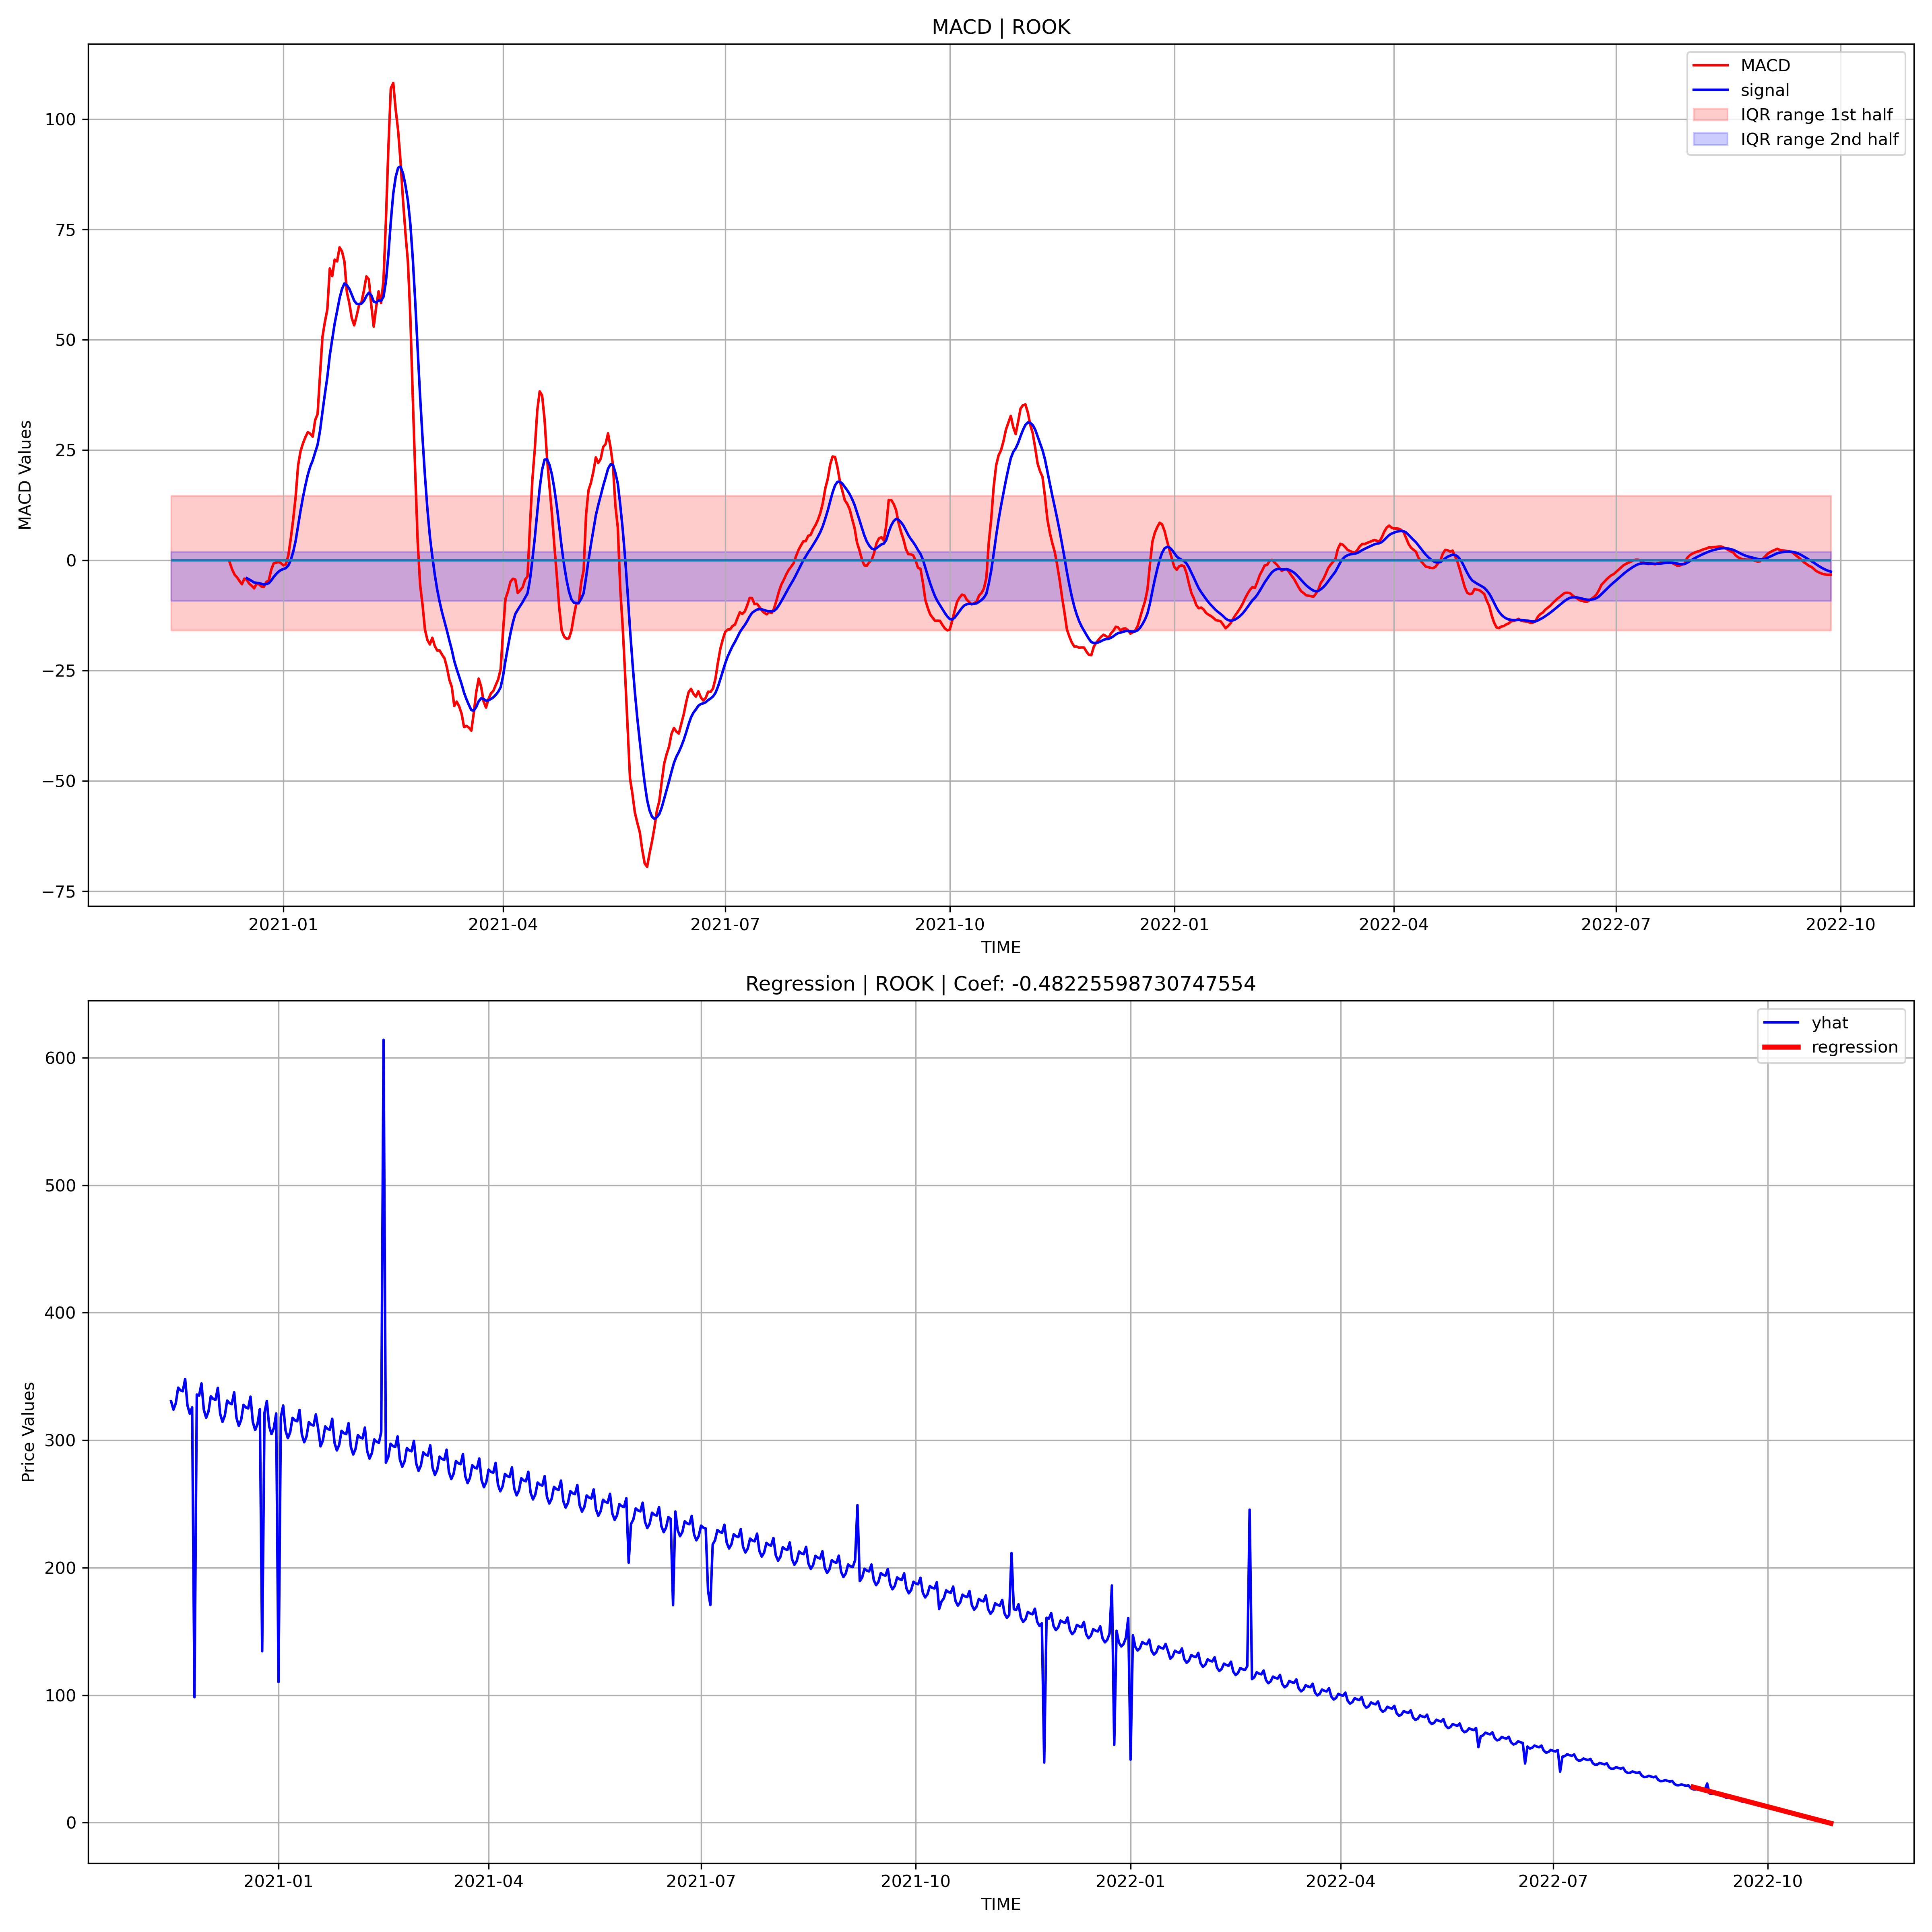 MACD | ROOK
MACD
signal
IQR range 1st half
IQR range 2nd half
100
75
50
25
0
−25
−50
−75
MACD Values
2021-01 2021-04 2021-07 2021-10 2022-01 2022-04 2022-07 2022-10
TIME
Regression | ROOK | Coef: -0.48225598730747554
yhat
regression
600
500
400
300
200
100
0
Price Values
2021-01 2021-04 2021-07 2021-10 2022-01 2022-04 2022-07 2022-10
TIME